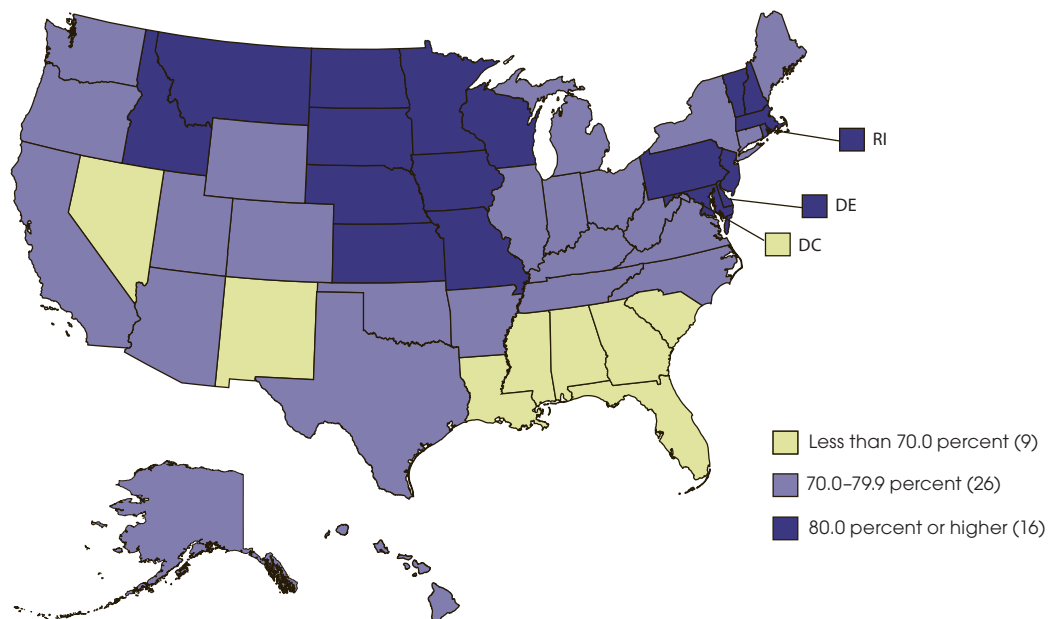 RI
DE
DC
Less than 70.0 percent (9)
70.0–79.9 percent (26)
80.0 percent or higher (16)